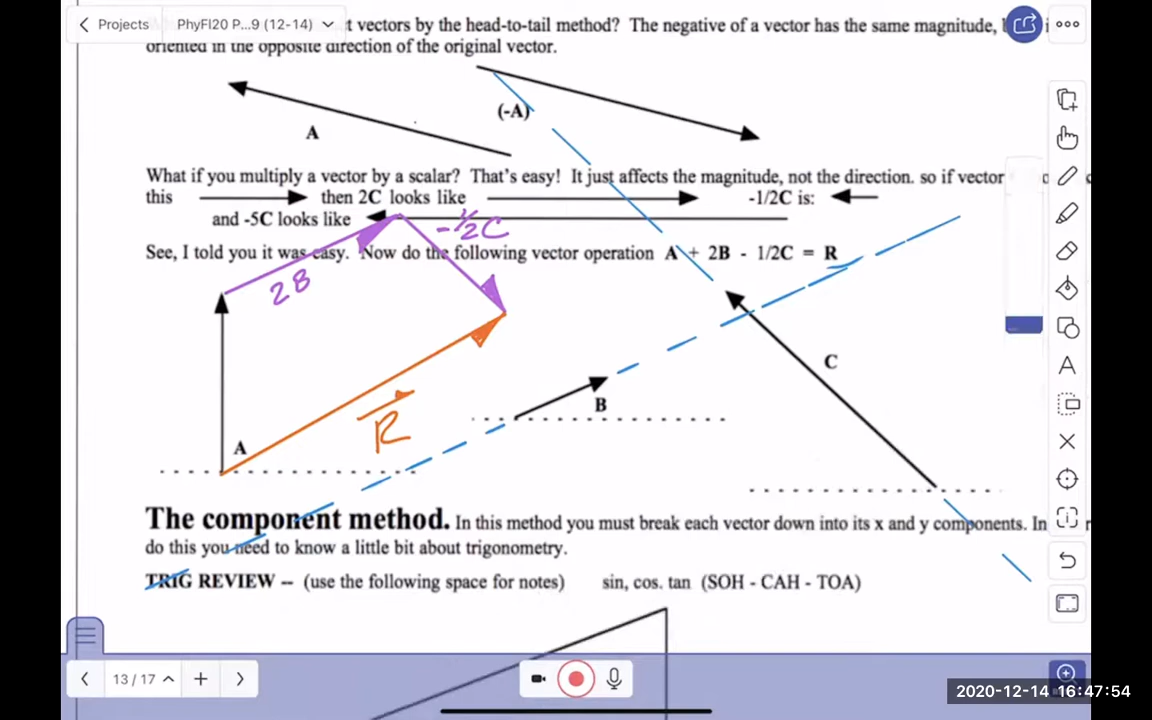 Projects PhyFl20 P...9 (12-14) t vectors by the head-to-tail method? The negative of a vector has the same magnitude,
oriented in the opposite direction of the original vector.
(-A)
A
What if you multiply a vector by a scalar? That's easy! It just affects the magnitude, not the direction. so if vector
this then 2C looks like -1/2C is:
and -5C looks like
-½C
See, I told you it was easy. Now do the following vector operation A + 2B - 1/2C = R
2B
C
B
R
A
The component method. In this method you must break each vector down into its x and y components. In
do this you need to know a little bit about trigonometry.
TRIG REVIEW -- (use the following space for notes) sin, cos. tan (SOH - CAH - TOA)
13 / 17
2020-12-14 16:47:54